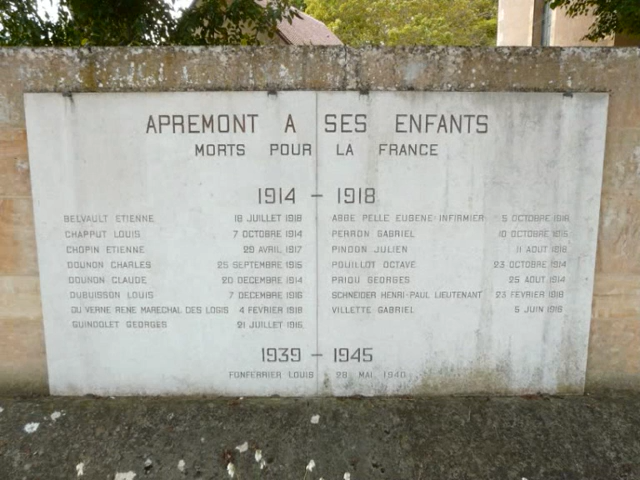 APREMONT A SES ENFANTS
MORTS POUR LA FRANCE
1914 - 1918
BELVAULT ETIENNE 18 JUILLET 1918
CHAPPUT LOUIS 7 OCTOBRE 1914
CHOPIN ETIENNE 29 AVRIL 1917
DOUNON CHARLES 25 SEPTEMBRE 1915
DOUNON CLAUDE 20 DECEMBRE 1914
DUBUISSON LOUIS 7 DECEMBRE 1916
DU VERNE RENE MARECHAL DES LOGIS 4 FEVRIER 1918
GUINDOLET GEORGES 21 JUILLET 1915
ABBE PELLE EUGENE-INFIRMIER 5 OCTOBRE
PERRON GABRIEL 10 OCTOBRE 1915
PINDON JULIEN 11 AOUT
POUILLOT OCTAVE 23 OCTOBRE 1914
PRIOU GEORGES 25 AOUT 1914
SCHNEIDER HENRI-PAUL LIEUTENANT 23 FEVRIER 1918
VILLETTE GABRIEL 5 JUIN
1939 - 1945
FONFERRIER LOUIS 28 MAI 1940